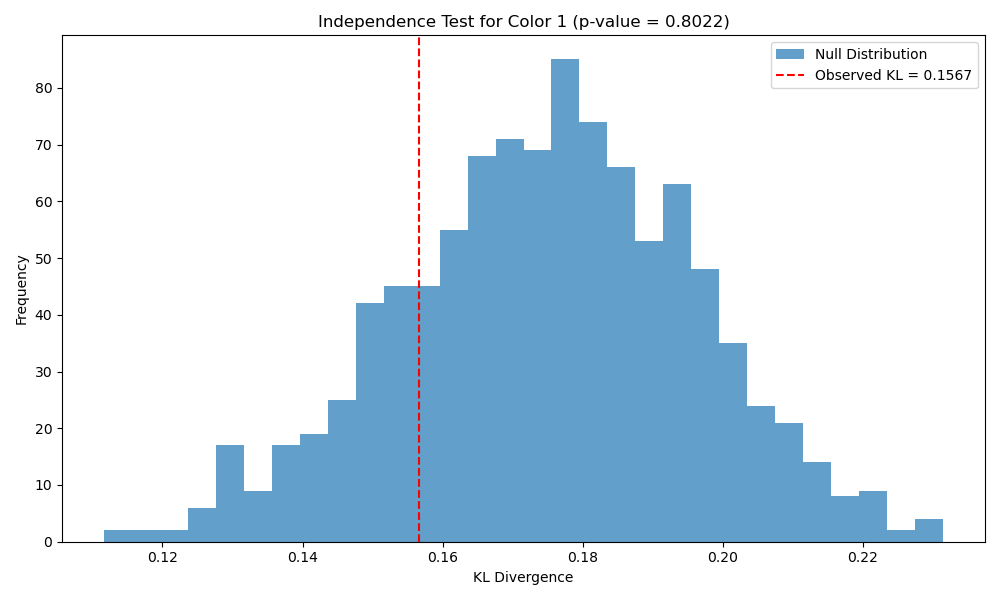 Independence Test for Color 1 (p-value = 0.8022)
Null Distribution
Observed KL = 0.1567
Frequency
80
70
60
50
40
30
20
10
0
0.12 0.14 0.16 0.18 0.20 0.22
KL Divergence